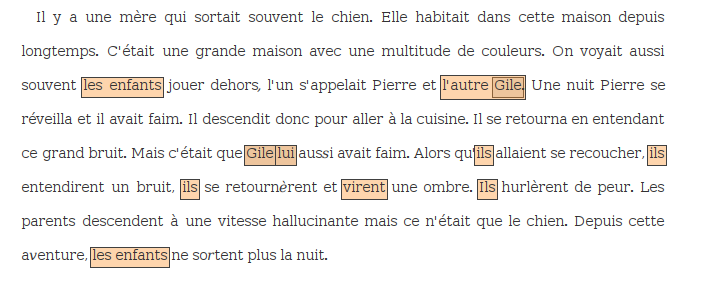 Il y a une mère qui sortait souvent le chien. Elle habitait dans cette maison depuis
longtemps. C'était une grande maison avec une multitude de couleurs. On voyait aussi
souvent les enfants jouer dehors, l'un s'appelait Pierre et l'autre Gile. Une nuit Pierre se
réveilla et il avait faim. Il descendit donc pour aller à la cuisine. Il se retourna en entendant
ce grand bruit. Mais c'était que Gile lui aussi avait faim. Alors qu'ils allaient se recoucher, ils
entendirent un bruit, ils se retournèrent et virent une ombre. Ils hurlèrent de peur. Les
parents descendent à une vitesse hallucinante mais ce n'était que le chien. Depuis cette
aventure, les enfants ne sortent plus la nuit.